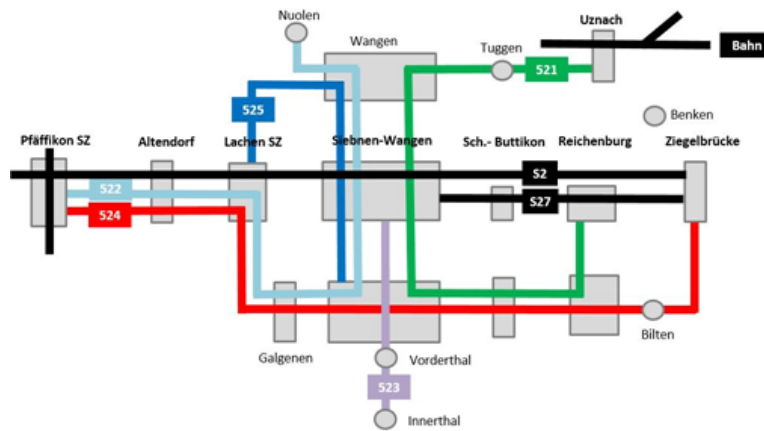 Nuolen
Wangen
Uznach
Tuggen
521
Bahn
525
Benken
Pfäffikon SZ
Altendorf
Lachen SZ
Siebnen-Wangen
Sch.- Buttikon
Reichenburg
Ziegelbrücke
S2
522
S27
524
Galgenen
Vorderthal
Bilten
523
Innerthal